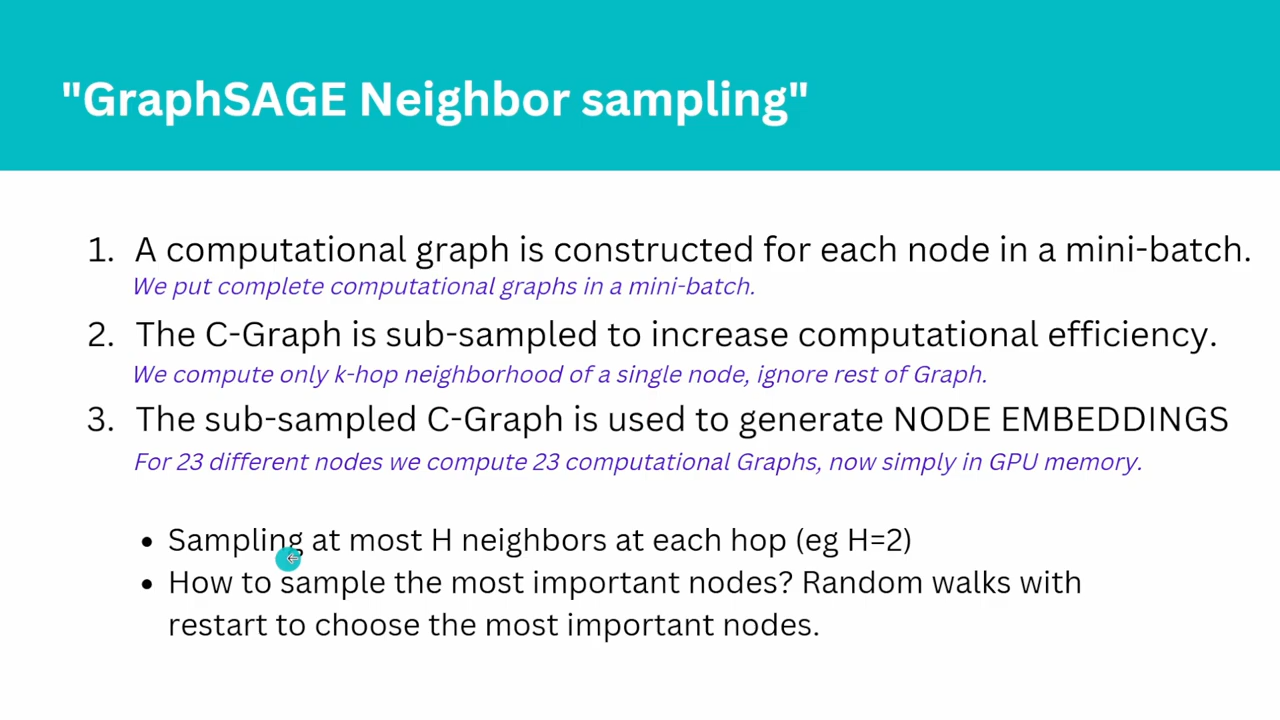 "GraphSAGE Neighbor sampling"
1. A computational graph is constructed for each node in a mini-batch.
We put complete computational graphs in a mini-batch.
2. The C-Graph is sub-sampled to increase computational efficiency.
We compute only k-hop neighborhood of a single node, ignore rest of Graph.
3. The sub-sampled C-Graph is used to generate NODE EMBEDDINGS
For 23 different nodes we compute 23 computational Graphs, now simply in GPU memory.
• Sampling at most H neighbors at each hop (eg H=2)
• How to sample the most important nodes? Random walks with
restart to choose the most important nodes.